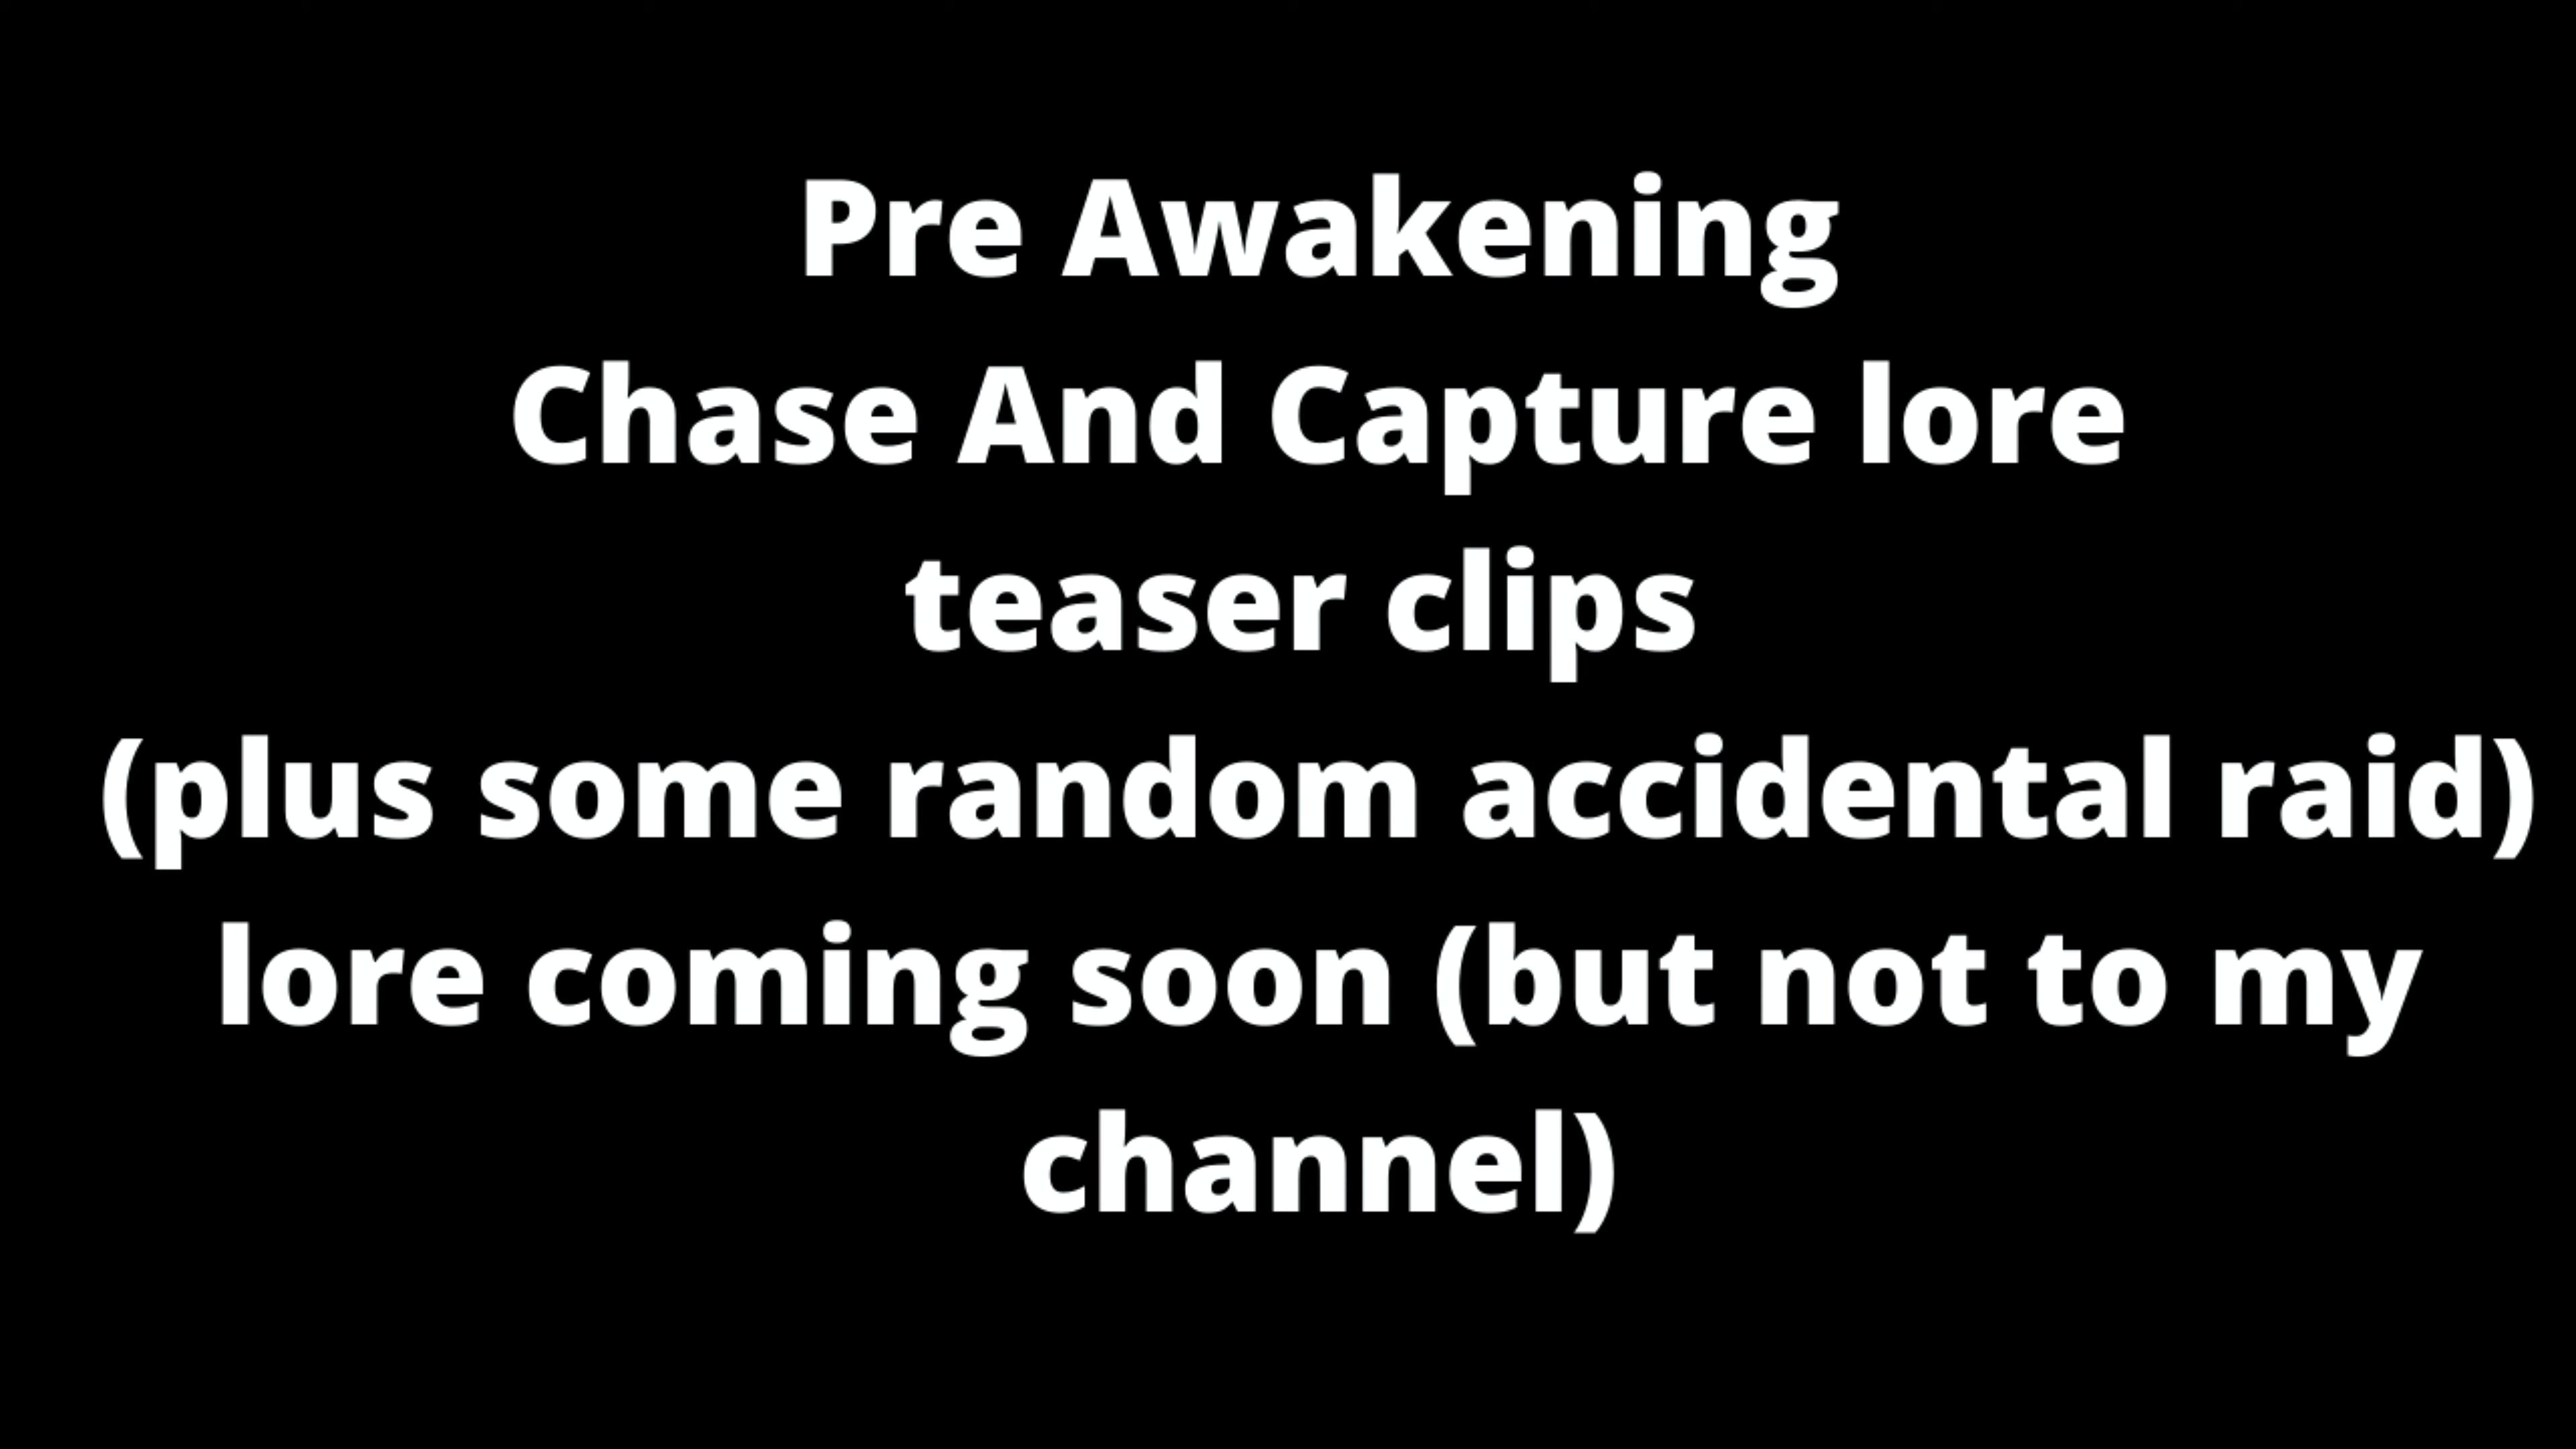 Pre Awakening
Chase And Capture lore
teaser clips
(plus some random accidental raid)
lore coming soon (but not to my
channel)